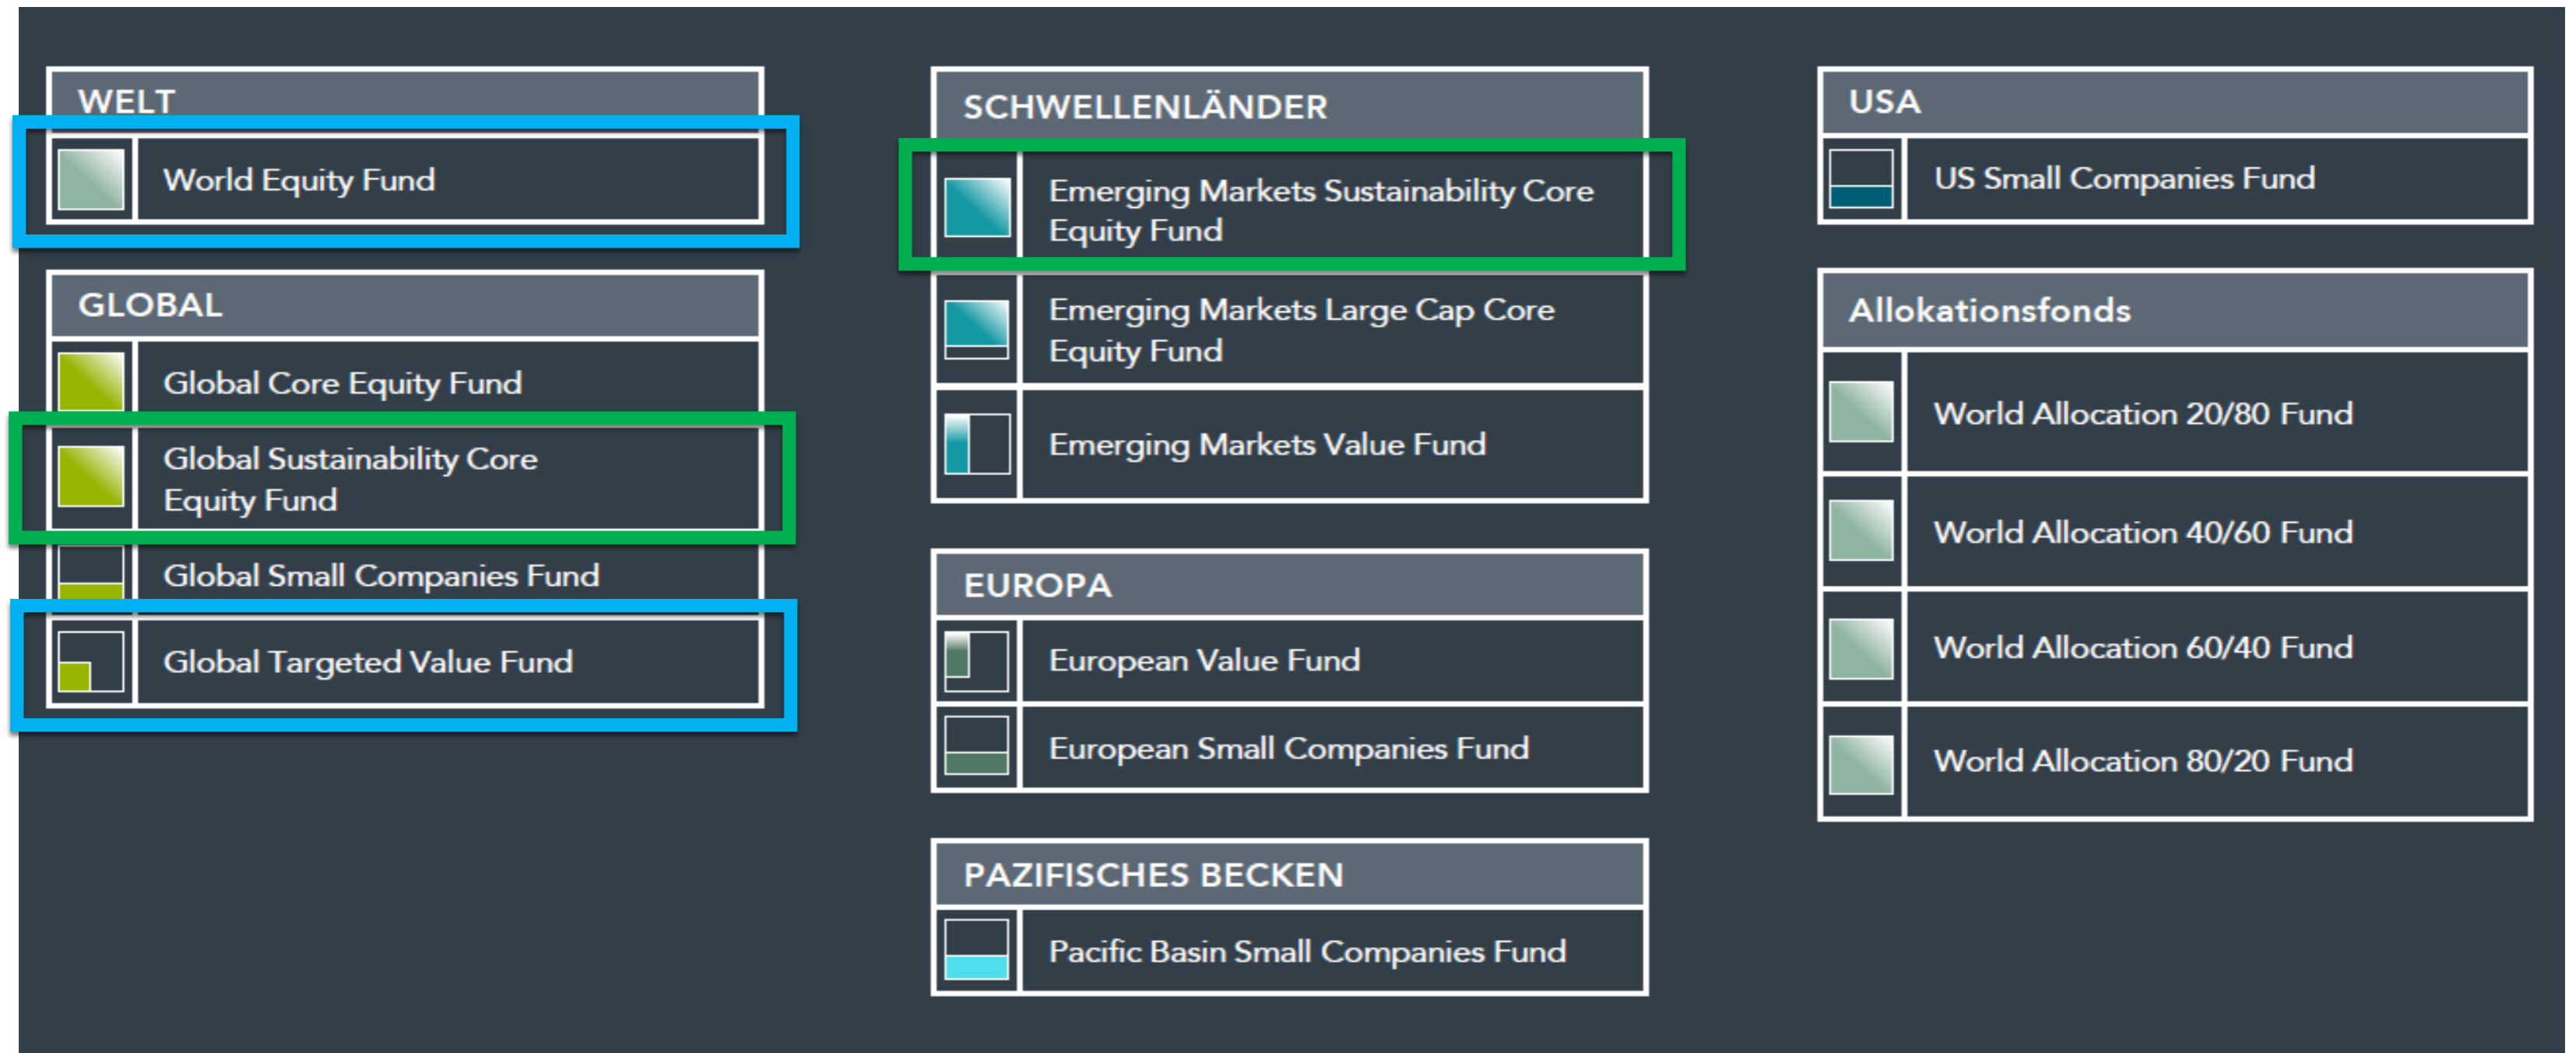 WELT
World Equity Fund
GLOBAL
Global Core Equity Fund
Global Sustainability Core
Equity Fund
Global Small Companies Fund
Global Targeted Value Fund
SCHWELLENLÄNDER
Emerging Markets Sustainability Core
Equity Fund
Emerging Markets Large Cap Core
Equity Fund
Emerging Markets Value Fund
EUROPA
European Value Fund
European Small Companies Fund
PAZIFISCHES BECKEN
Pacific Basin Small Companies Fund
USA
US Small Companies Fund
Allokationsfonds
World Allocation 20/80 Fund
World Allocation 40/60 Fund
World Allocation 60/40 Fund
World Allocation 80/20 Fund